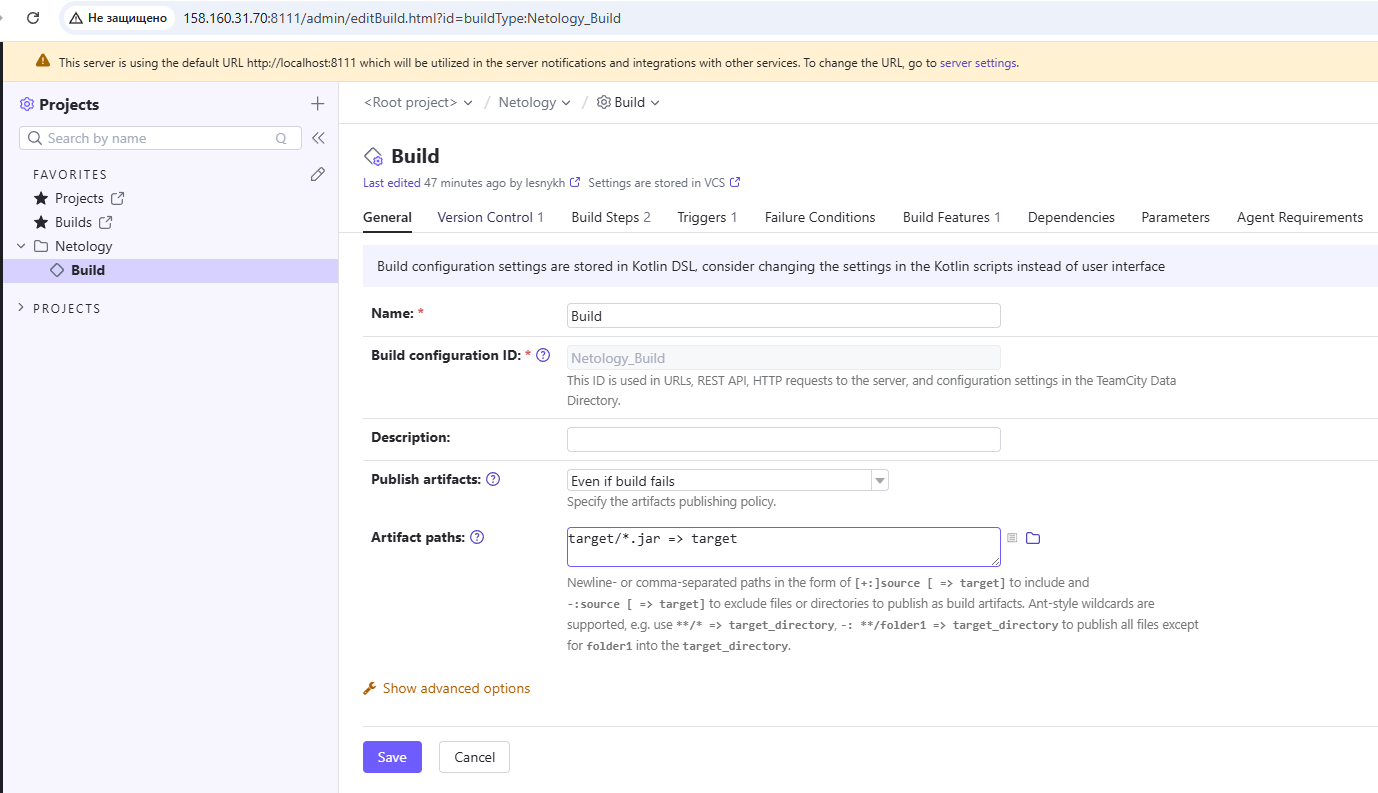 Не защищено 158.160.31.70:8111/admin/editBuild.html?id=buildType:Netology_Build
This server is using the default URL http://localhost:8111 which will be utilized in the server notifications and integrations with other services. To change the URL, go to server settings.
Projects
Search by name Q
FAVORITES
Projects
Builds
Netology
Build
PROJECTS
<Root project> / Netology / Build
Build
Last edited 47 minutes ago by lesnykh Settings are stored in VCS
General Version Control 1 Build Steps 2 Triggers 1 Failure Conditions Build Features 1 Dependencies Parameters Agent Requirements
Build configuration settings are stored in Kotlin DSL, consider changing the settings in the Kotlin scripts instead of user interface
Name: * Build
Build configuration ID: * ? Netology_Build
This ID is used in URLs, REST API, HTTP requests to the server, and configuration settings in the TeamCity Data
Directory.
Description:
Publish artifacts: ? Even if build fails
Specify the artifacts publishing policy.
Artifact paths: ? target/*.jar => target
Newline- or comma-separated paths in the form of [+:]source [ => target] to include and
-:source [ => target] to exclude files or directories to publish as build artifacts. Ant-style wildcards are
supported, e.g. use **/* => target_directory, -: **/folder1 => target_directory to publish all files except
for folder1 into the target_directory.
Show advanced options
Save Cancel